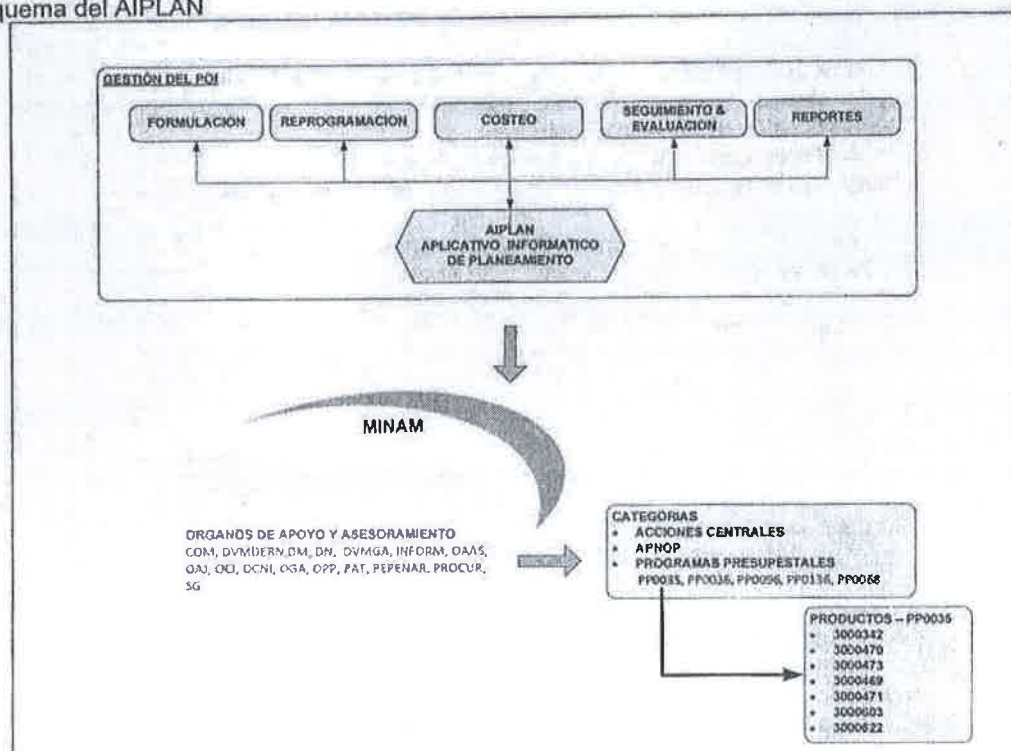 quema del AIPLAN
GESTIÓN DEL POI
FORMULACION
REPROGRAMACION
COSTEO
SEGUIMIENTO &
EVALUACION
REPORTES
AIPLAN
APLICATIVO INFORMATICO
DE PLANEAMIENTO
MINAM
ORGANOS DE APOYO Y ASESORAMIENTO
COM, DVMDERN, DM, DN, DVMGA, INFORM, OAAS,
OAJ, OCI, OCNI, OGA, OPP, PAT, PEPENAR, PROCUR,
SG
CATEGORIAS
• ACCIONES CENTRALES
• APNOP
• PROGRAMAS PRESUPESTALES
PP0035, PP0036, PP0096, PP0136, PP0068
PRODUCTOS – PP0035
• 3000342
• 3000470
• 3000473
• 3000469
• 3000471
• 3000603
• 3000622